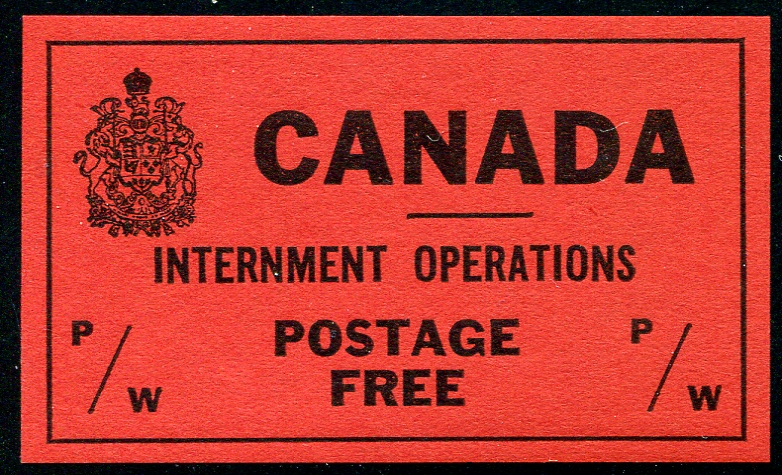 CANADA
INTERNMENT OPERATIONS
P/W POSTAGE P/W
FREE